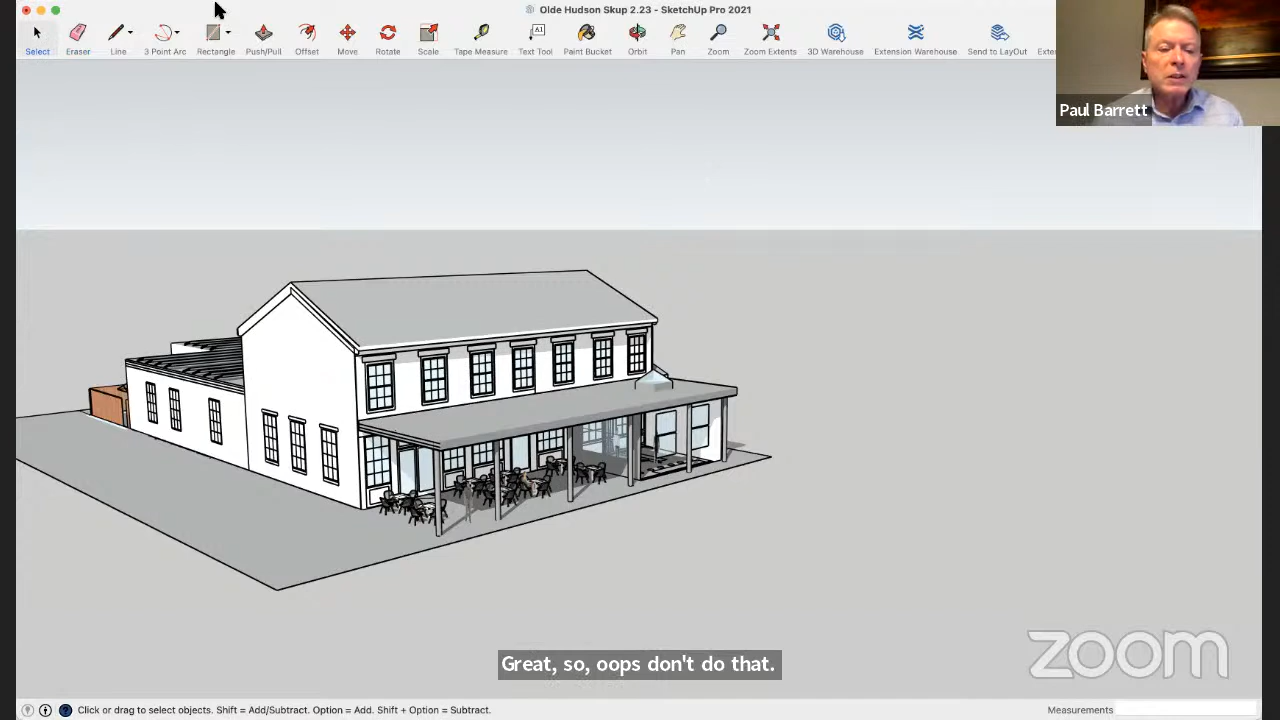 Olde Hudson Skup 2.23 - SketchUp Pro 2021
Select
Eraser
Line
3 Point Arc
Rectangle
Push/Pull
Offset
Move
Rotate
Scale
Tape Measure
Text Tool
Paint Bucket
Orbit
Pan
Zoom
Zoom Extents
3D Warehouse
Extension Warehouse
Send to LayOut
Paul Barrett
Great, so, oops don't do that.
zoom
Click or drag to select objects. Shift = Add/Subtract. Option = Add. Shift + Option = Subtract.
Measurements